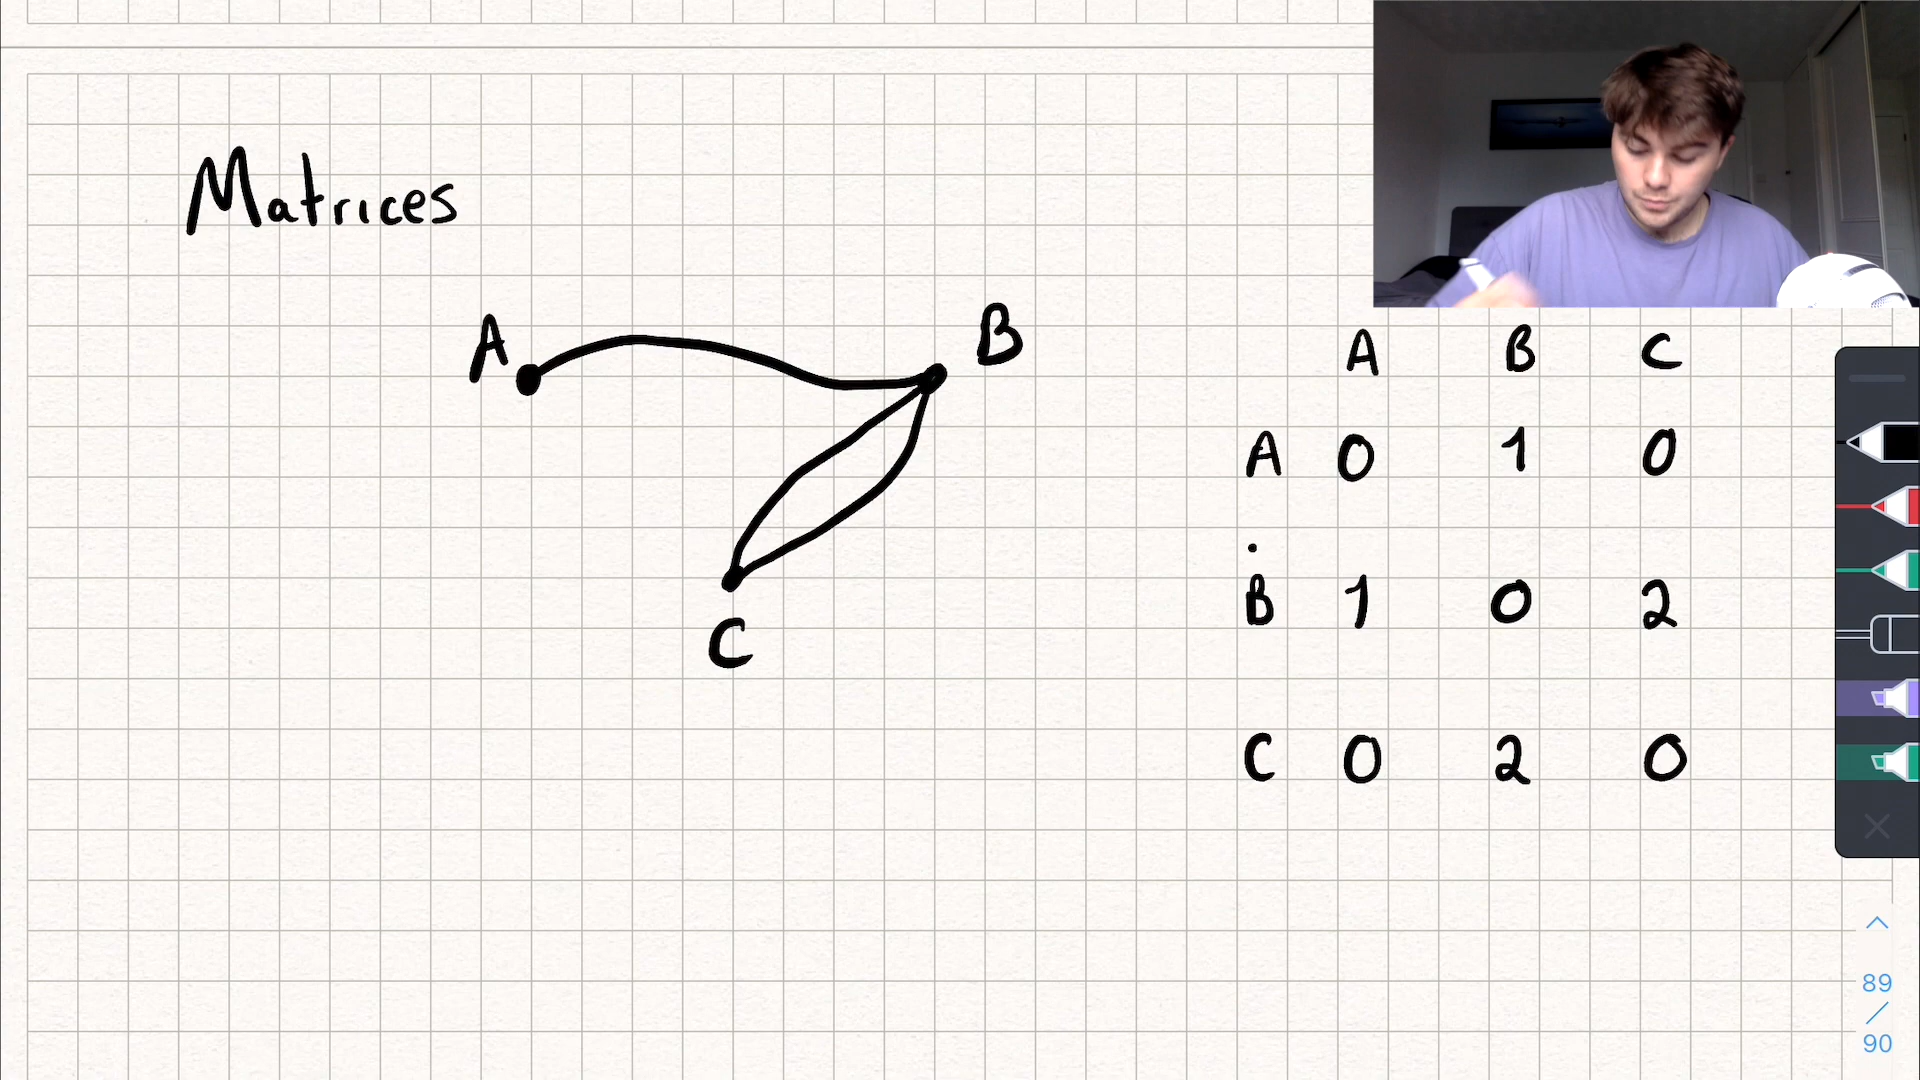 Matrices
A B
C
A B C
A 0 1 0
B 1 0 2
C 0 2 0
89
/
90